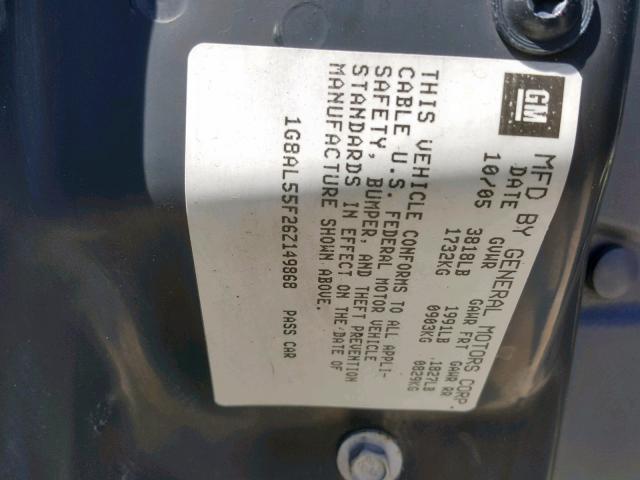 GM MFD BY GENERAL MOTORS CORP.
DATE GVWR GAWR FRT GAWR RR
10/05 3818LB 1991LB 1827LB
1732KG 0903KG 0829KG
THIS VEHICLE CONFORMS TO ALL APPLI-
CABLE U.S. FEDERAL MOTOR VEHICLE
SAFETY, BUMPER, AND THEFT PREVENTION
STANDARDS IN EFFECT ON THE DATE OF
MANUFACTURE SHOWN ABOVE.
1G8AL55F26Z149868 PASS CAR